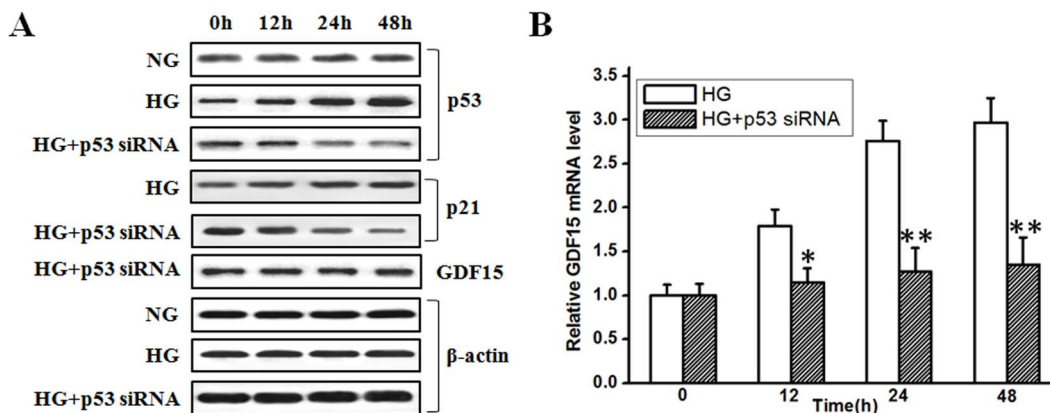 A
0h 12h 24h 48h
NG
HG
p53
HG+p53 siRNA
HG
p21
HG+p53 siRNA
HG+p53 siRNA
GDF15
NG
HG
β-actin
HG+p53 siRNA
B
Relative GDF15 mRNA level
3.5
3.0
2.5
2.0
1.5
1.0
0.5
0.0
HG
HG+p53 siRNA
*
**
**
0 12 24 48
Time(h)